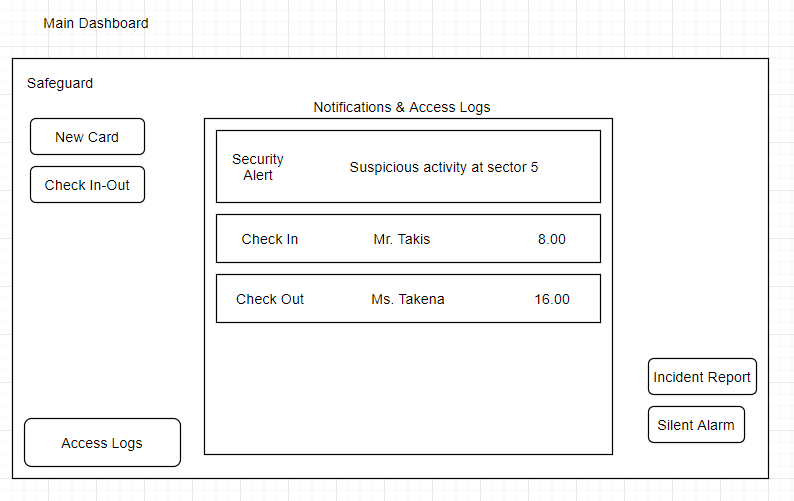 Main Dashboard
Safeguard
Notifications & Access Logs
New Card
Check In-Out
Security
Alert
Suspicious activity at sector 5
Check In Mr. Takis 8.00
Check Out Ms. Takena 16.00
Incident Report
Silent Alarm
Access Logs